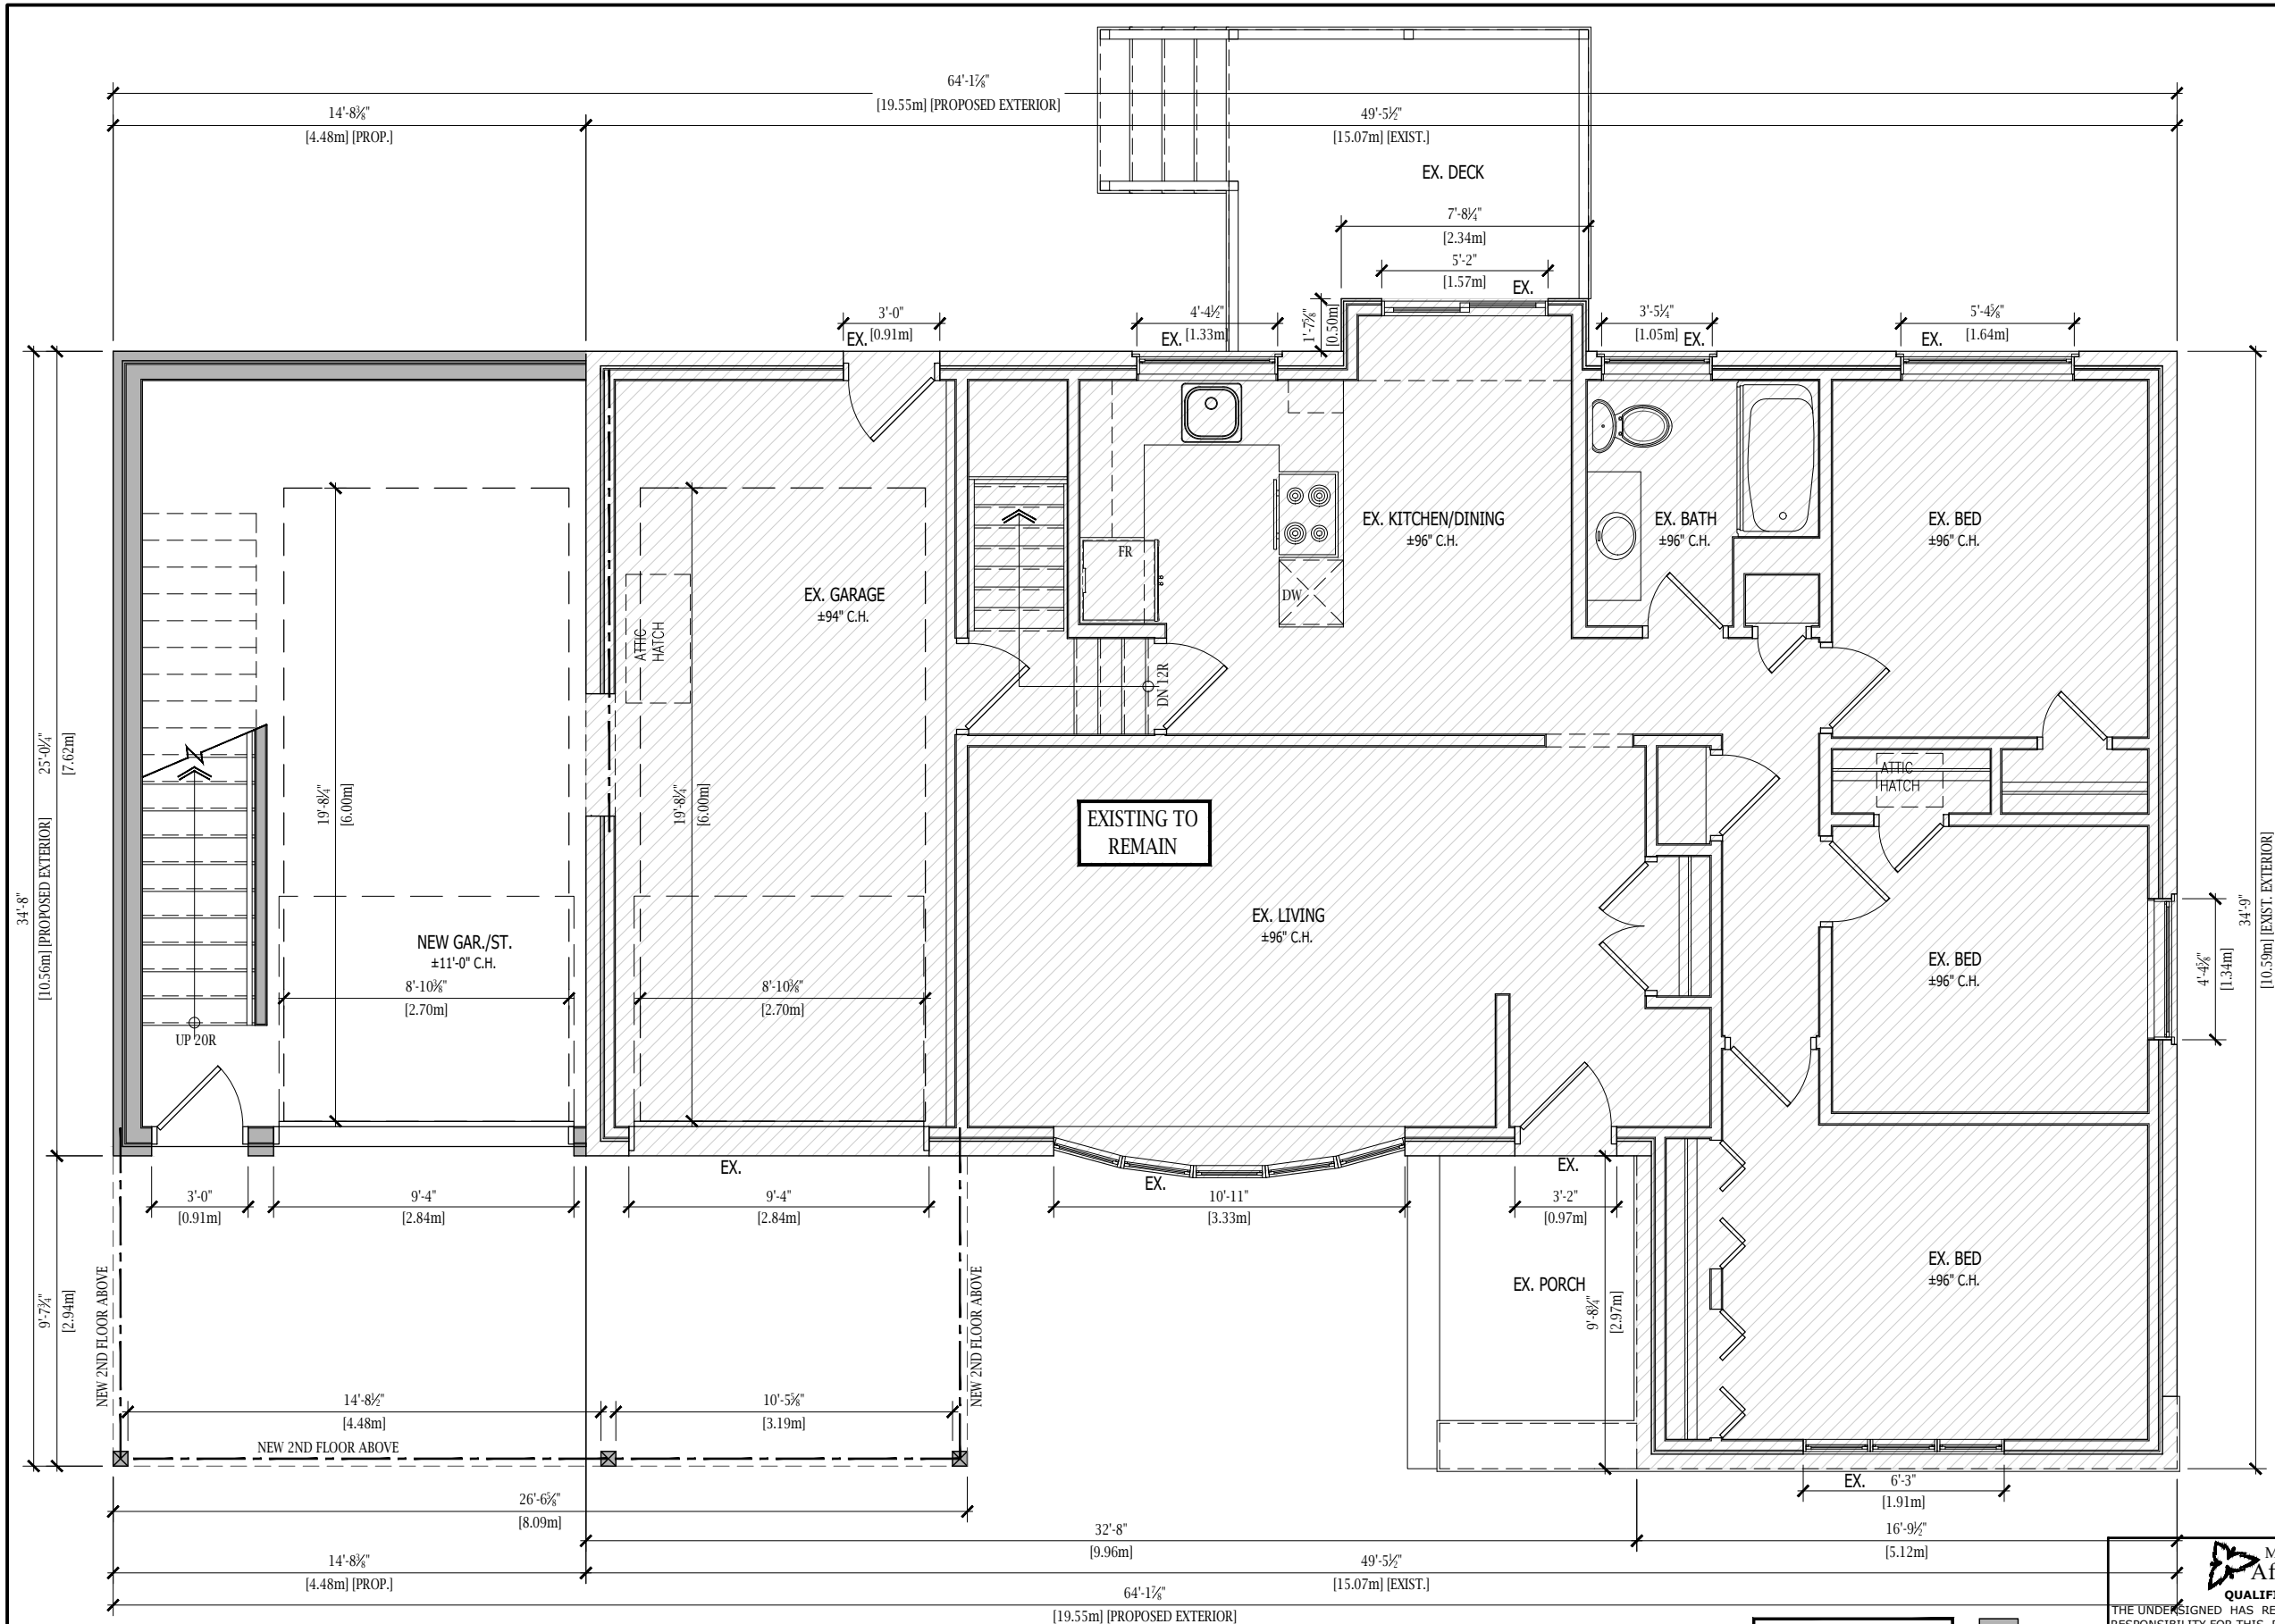 64'-1⅞"
[19.55m] [PROPOSED EXTERIOR]
14'-8⅜"
[4.48m] [PROP.]
49'-5½"
[15.07m] [EXIST.]
EX. DECK
7'-8¼"
[2.34m]
5'-2"
[1.57m]
EX.
1'-7⅝"
[0.50m]
3'-0"
EX. [0.91m]
4'-4½"
EX. [1.33m]
3'-5¼"
[1.05m] EX.
5'-4⅝"
EX. [1.64m]
EX. KITCHEN/DINING
±96" C.H.
EX. BATH
±96" C.H.
EX. BED
±96" C.H.
FR
DW
EX. GARAGE
±94" C.H.
ATTIC
HATCH
DN 12R
25'-0¼"
[7.62m]
19'-8¼"
[6.00m]
19'-8¼"
[6.00m]
ATTIC
HATCH
EXISTING TO
REMAIN
34'-8"
[10.56m] [PROPOSED EXTERIOR]
34'-9"
[10.59m] [EXIST. EXTERIOR]
EX. LIVING
±96" C.H.
NEW GAR./ST.
±11'-0" C.H.
EX. BED
±96" C.H.
4'-4⅝"
[1.34m]
8'-10⅜"
[2.70m]
8'-10⅜"
[2.70m]
UP 20R
EX.
EX.
EX.
3'-0"
[0.91m]
9'-4"
[2.84m]
9'-4"
[2.84m]
10'-11"
[3.33m]
3'-2"
[0.97m]
EX. BED
±96" C.H.
EX. PORCH
9'-8¾"
[2.97m]
9'-7¾"
[2.94m]
NEW 2ND FLOOR ABOVE
NEW 2ND FLOOR ABOVE
14'-8½"
[4.48m]
10'-5⅝"
[3.19m]
NEW 2ND FLOOR ABOVE
EX. 6'-3"
[1.91m]
26'-6⅝"
[8.09m]
32'-8"
[9.96m]
16'-9½"
[5.12m]
14'-8⅜"
[4.48m] [PROP.]
49'-5½"
[15.07m] [EXIST.]
64'-1⅞"
[19.55m] [PROPOSED EXTERIOR]
M
Af
QUALIFI
THE UNDERSIGNED HAS RE